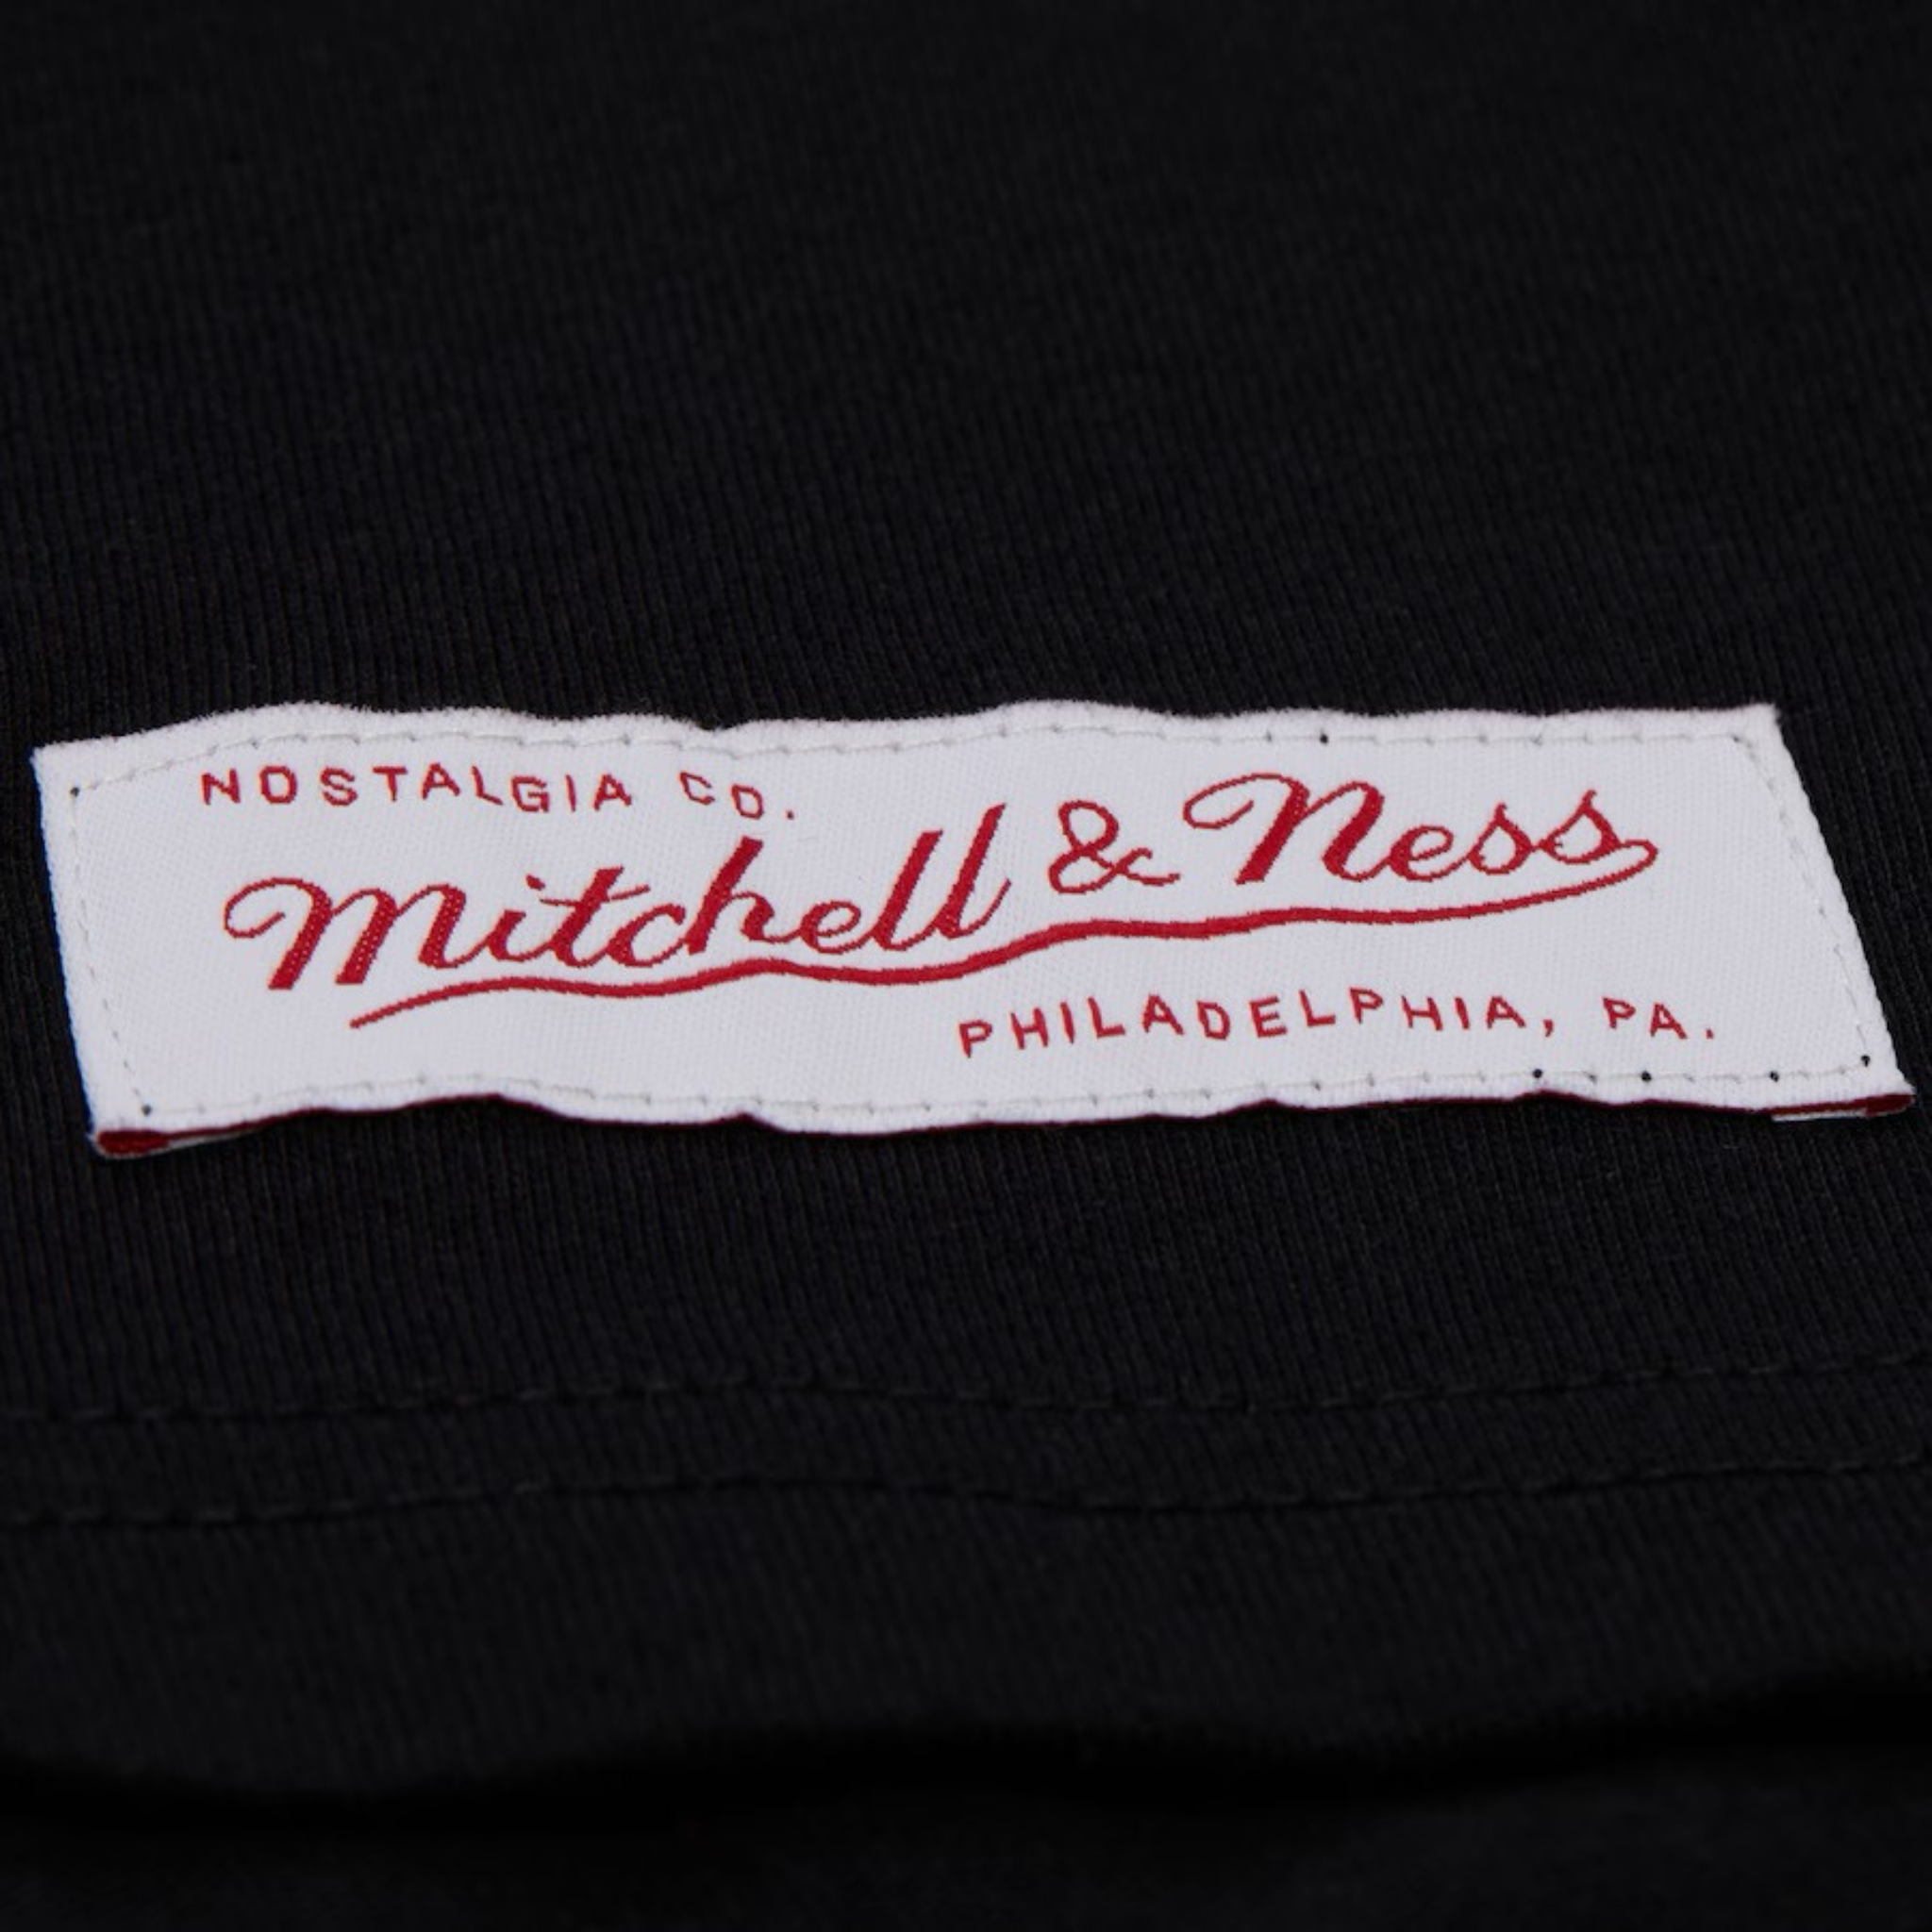 NOSTALGIA CO.
Mitchell & Ness
PHILADELPHIA, PA.